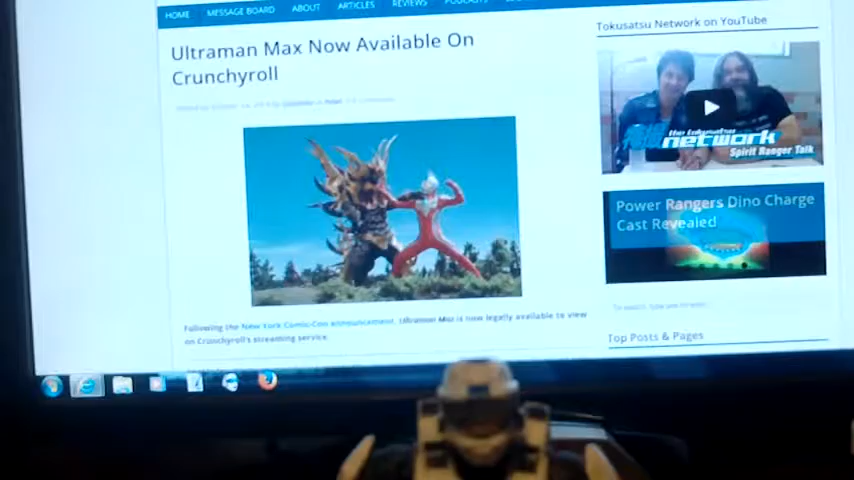 HOME MESSAGE BOARD ABOUT ARTICLES REVIEWS PODCASTS
Ultraman Max Now Available On
Crunchyroll
Following the New York Comic-Con announcement, Ultraman Max is now legally available to view
on Crunchyroll's streaming service.
Tokusatsu Network on YouTube
the tokusatsu
network
Spirit Ranger Talk
Power Rangers Dino Charge
Cast Revealed
Top Posts & Pages